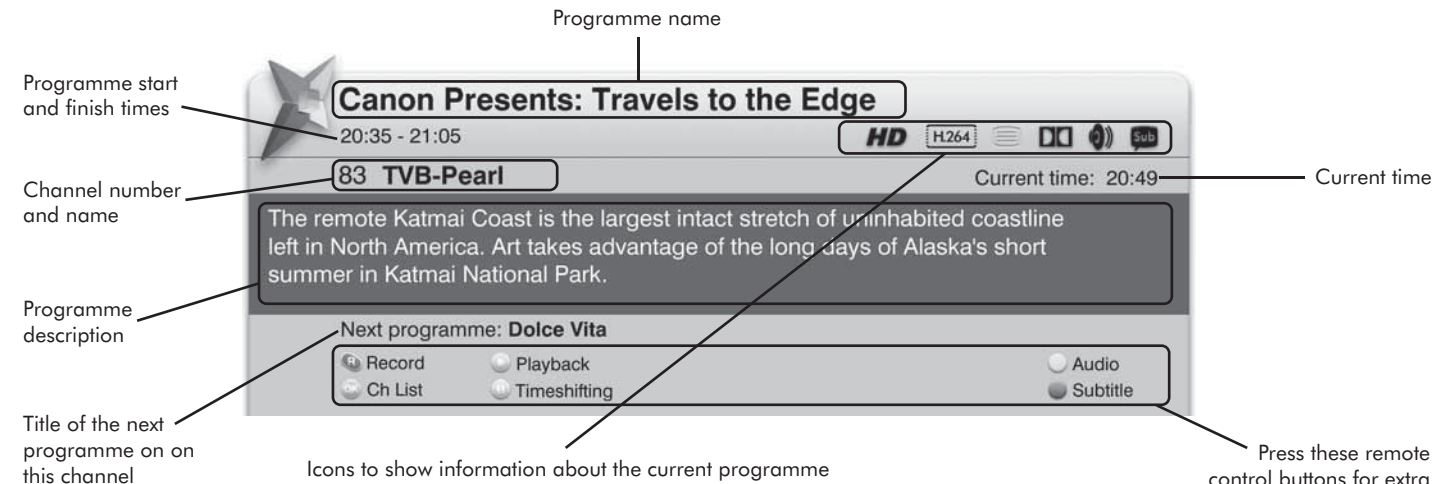 Programme name
Programme start
and finish times
Canon Presents: Travels to the Edge
20:35 - 21:05
HD H.264 Sub
Channel number
and name
83 TVB-Pearl
Current time: 20:49
Current time
The remote Katmai Coast is the largest intact stretch of uninhabited coastline
left in North America. Art takes advantage of the long days of Alaska's short
summer in Katmai National Park.
Programme
description
Next programme: Dolce Vita
R Record Playback Audio
Ch List Timeshifting Subtitle
Title of the next
programme on on
this channel
Icons to show information about the current programme
Press these remote
control buttons for extra